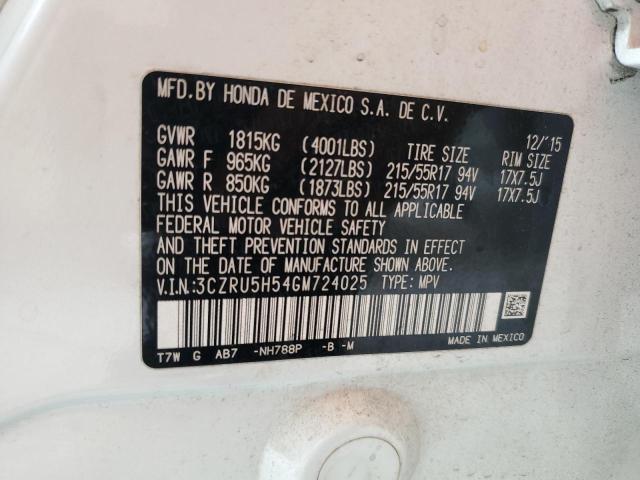 MFD.BY HONDA DE MEXICO S.A. DE C.V.
12/'15
GVWR 1815KG (4001LBS) TIRE SIZE RIM SIZE
GAWR F 965KG (2127LBS) 215/55R17 94V 17X7.5J
GAWR R 850KG (1873LBS) 215/55R17 94V 17X7.5J
THIS VEHICLE CONFORMS TO ALL APPLICABLE
FEDERAL MOTOR VEHICLE SAFETY
AND THEFT PREVENTION STANDARDS IN EFFECT
ON THE DATE OF MANUFACTURE SHOWN ABOVE.
V.I.N.:3CZRU5H54GM724025 TYPE: MPV
T7W G AB7 -NH788P -B -M
MADE IN MEXICO